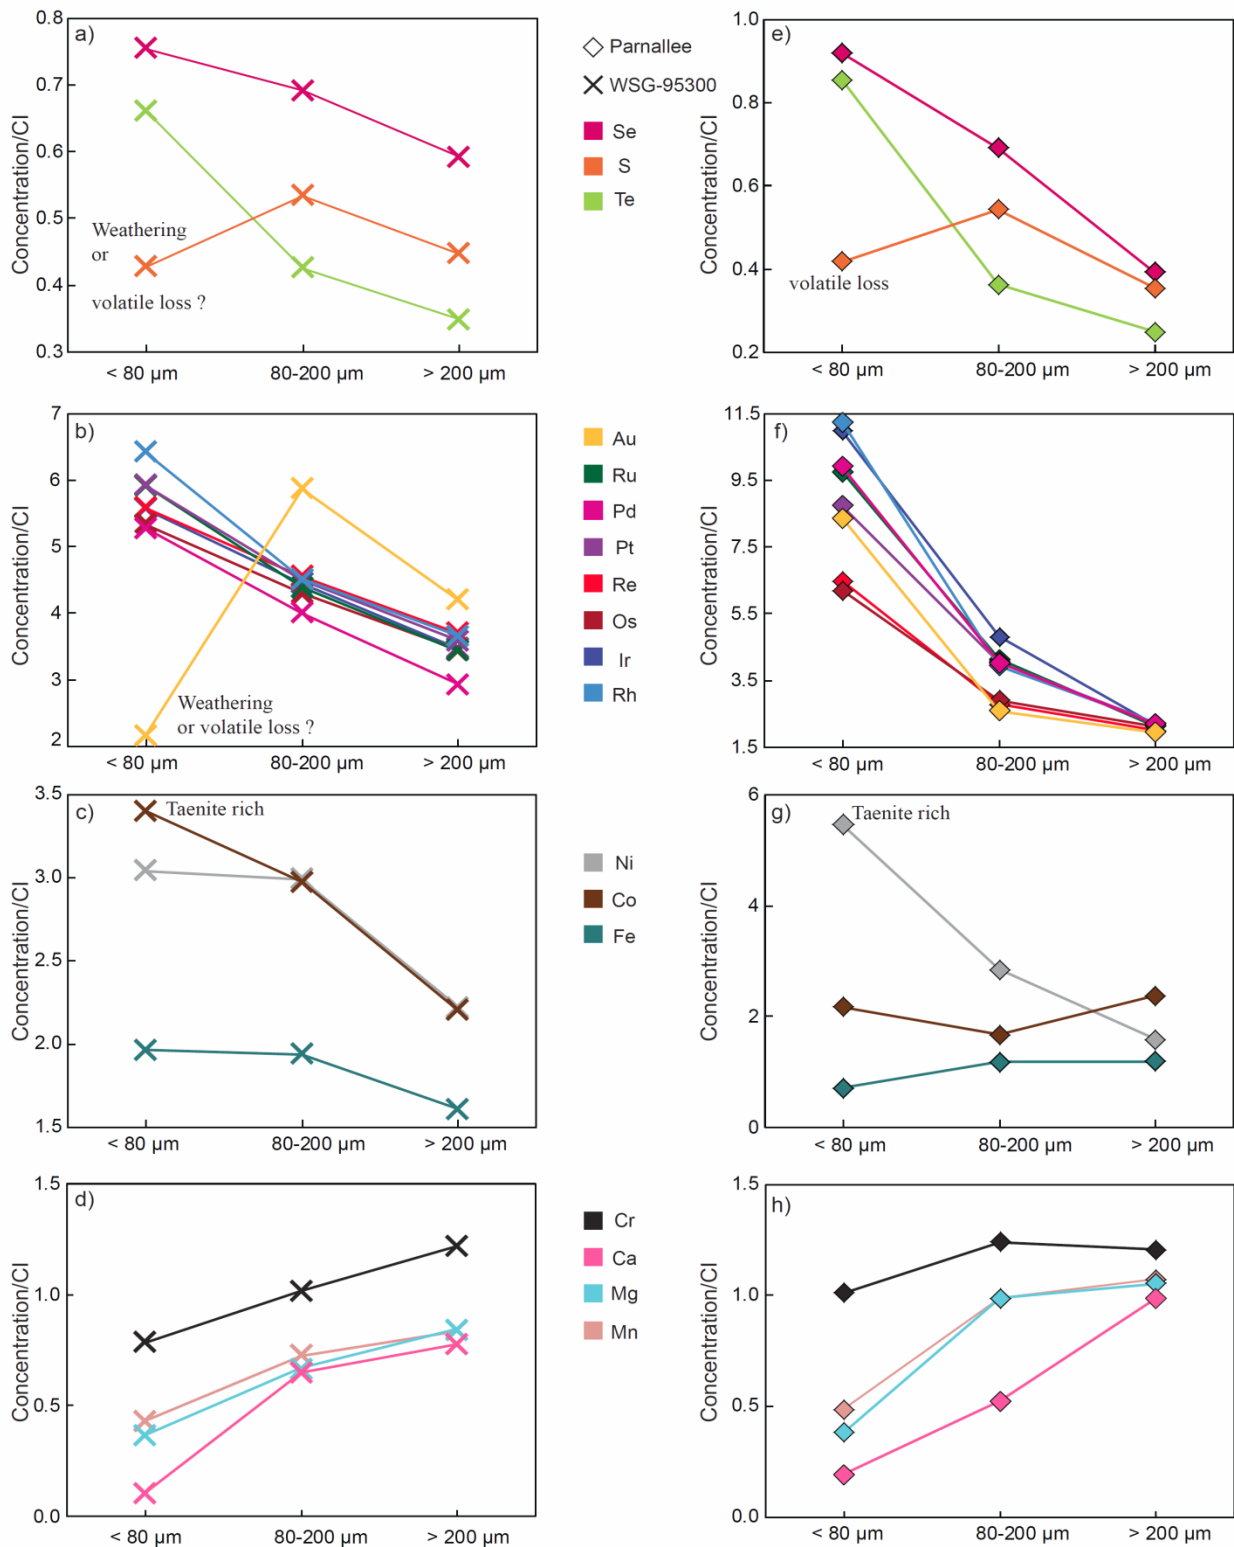 a)
Concentration/CI
0.8
0.7
0.6
0.5
0.4
0.3
Weathering
or
volatile loss ?
< 80 µm
80-200 µm
> 200 µm
Parnallee
WSG-95300
Se
S
Te
e)
Concentration/CI
1.0
0.8
0.6
0.4
0.2
volatile loss
< 80 µm
80-200 µm
> 200 µm
b)
Concentration/CI
7
6
5
4
3
2
Weathering
or volatile loss ?
< 80 µm
80-200 µm
> 200 µm
Au
Ru
Pd
Pt
Re
Os
Ir
Rh
f)
Concentration/CI
11.5
9.5
7.5
5.5
3.5
1.5
< 80 µm
80-200 µm
> 200 µm
c)
Concentration/CI
3.5
3.0
2.5
2.0
1.5
Taenite rich
< 80 µm
80-200 µm
> 200 µm
Ni
Co
Fe
g)
Concentration/CI
6
4
2
0
Taenite rich
< 80 µm
80-200 µm
> 200 µm
d)
Concentration/CI
1.5
1.0
0.5
0.0
< 80 µm
80-200 µm
> 200 µm
Cr
Ca
Mg
Mn
h)
Concentration/CI
1.5
1.0
0.5
0.0
< 80 µm
80-200 µm
> 200 µm